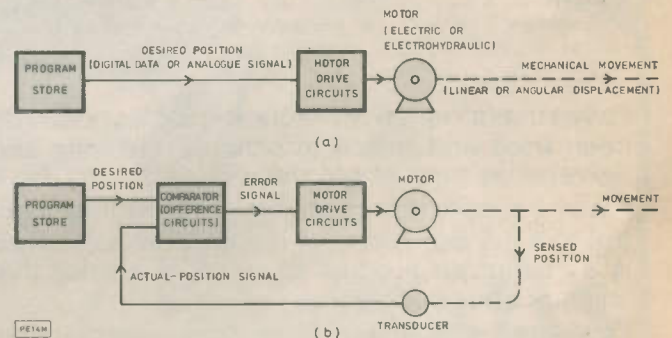 MOTOR
(ELECTRIC OR
ELECTROHYDRAULIC)
DESIRED POSITION
(DIGITAL DATA OR ANALOGUE SIGNAL)
PROGRAM
STORE
MOTOR
DRIVE
CIRCUITS
MECHANICAL MOVEMENT
(LINEAR OR ANGULAR DISPLACEMENT)
(a)
DESIRED
POSITION
ERROR
SIGNAL
MOTOR
PROGRAM
STORE
COMPARATOR
(DIFFERENCE
CIRCUITS)
MOTOR
DRIVE
CIRCUITS
MOVEMENT
SENSED
POSITION
ACTUAL-POSITION SIGNAL
TRANSDUCER
(b)
PE14M